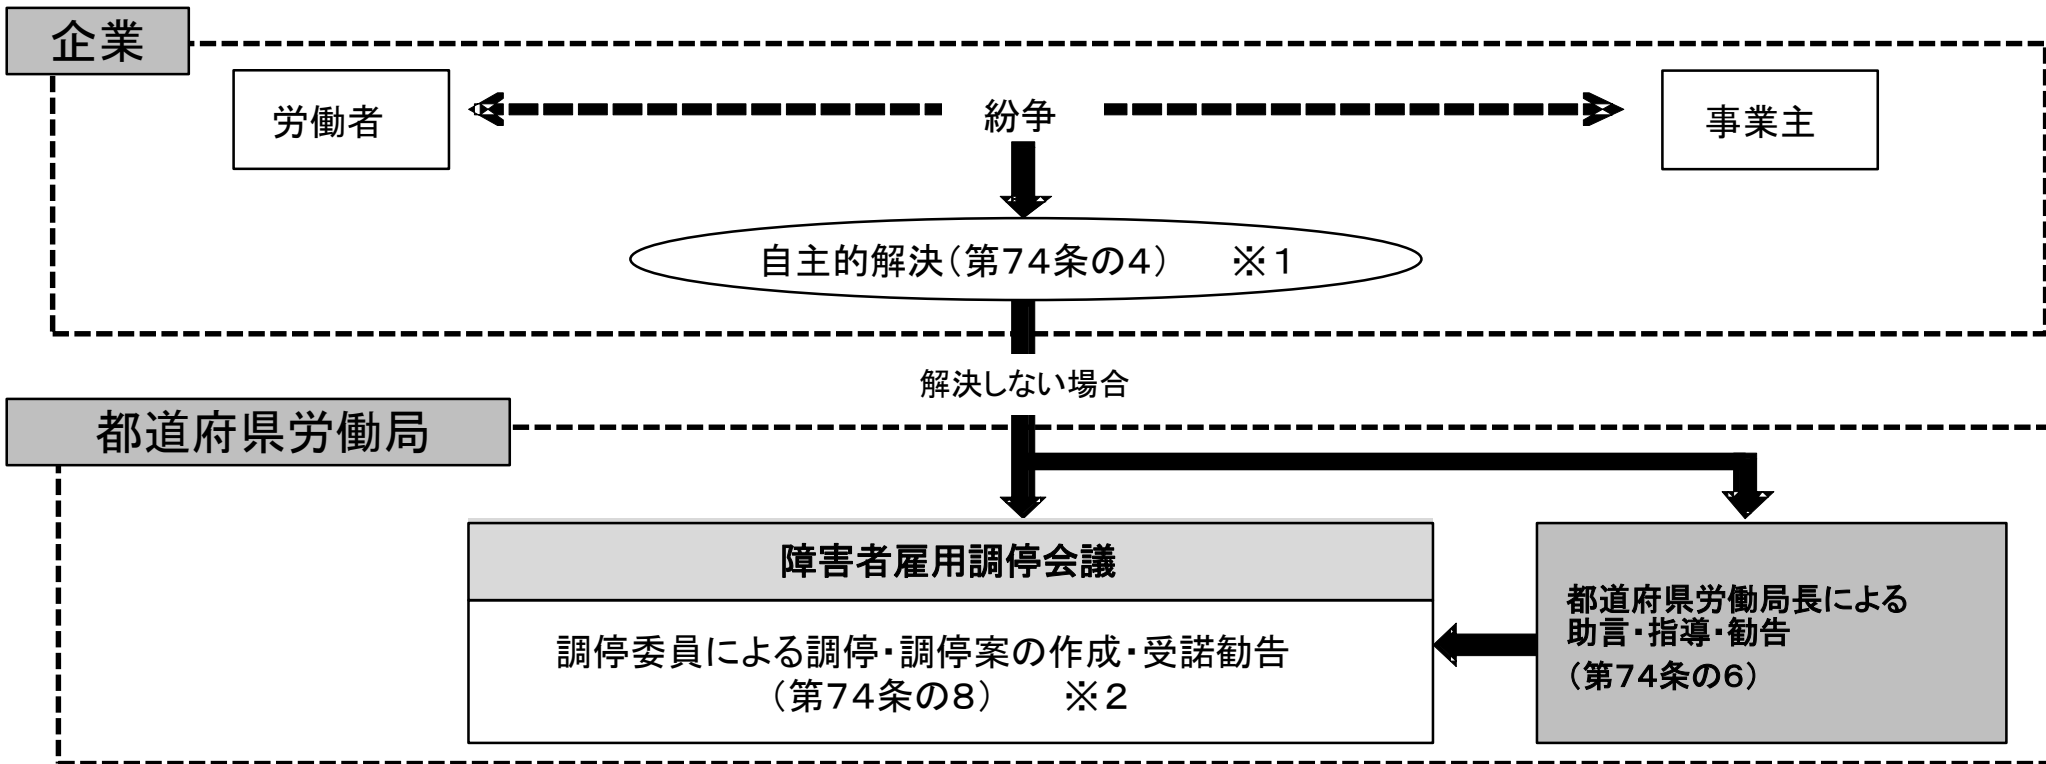 企業
労働者
紛争
事業主
自主的解決(第74条の4)　※1
解決しない場合
都道府県労働局
障害者雇用調停会議
調停委員による調停・調停案の作成・受諾勧告
(第74条の8)　※2
都道府県労働局長による
助言・指導・勧告
(第74条の6)